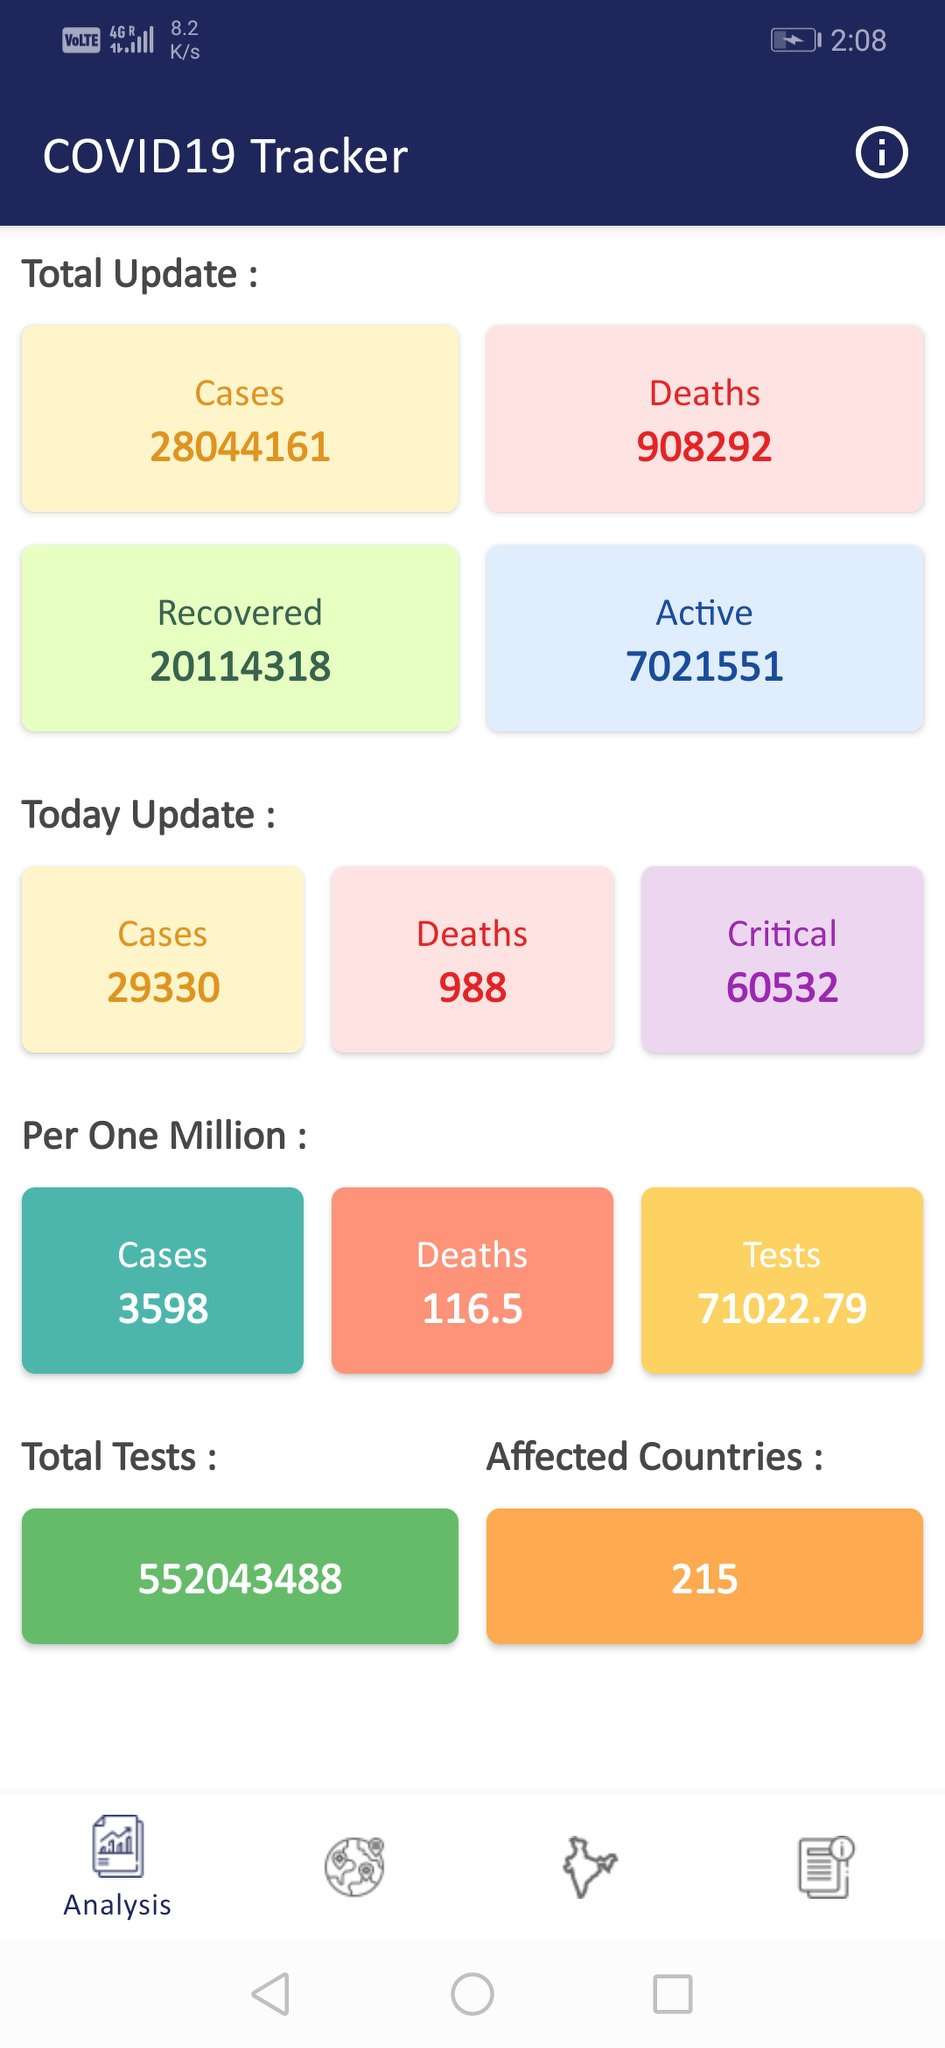 VoLTE 4G R 8.2
K/s
2:08
COVID19 Tracker
Total Update :
Cases
28044161
Deaths
908292
Recovered
20114318
Active
7021551
Today Update :
Cases
29330
Deaths
988
Critical
60532
Per One Million :
Cases
3598
Deaths
116.5
Tests
71022.79
Total Tests :
Affected Countries :
552043488
215
Analysis